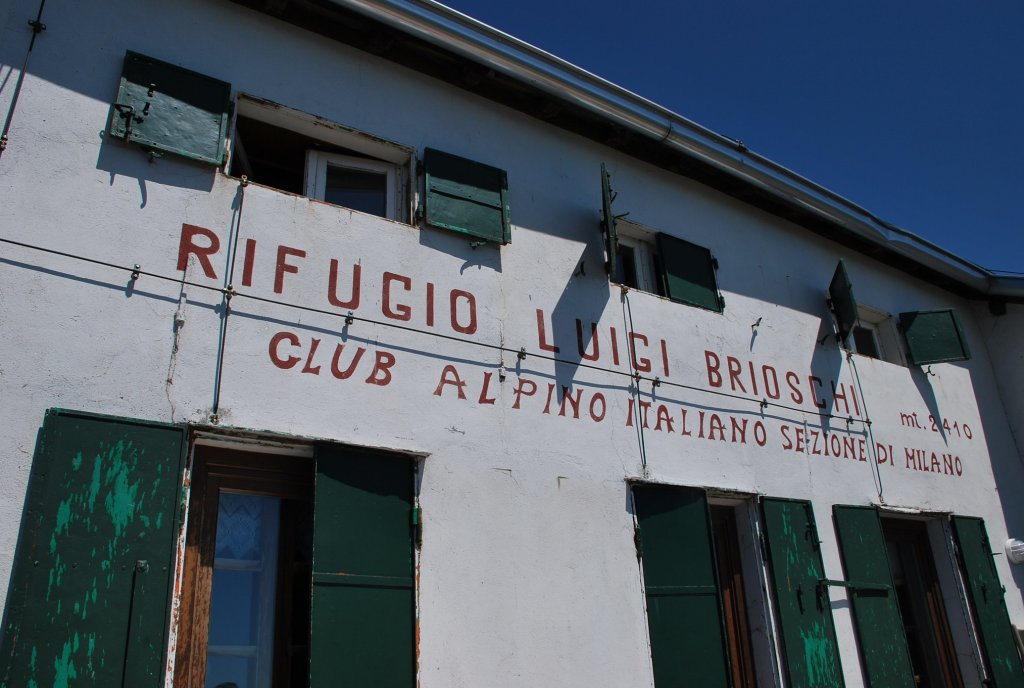 RIFUGIO LUIGI BRIOSCHI
CLUB ALPINO ITALIANO SEZIONE DI MILANO
mt. 2410